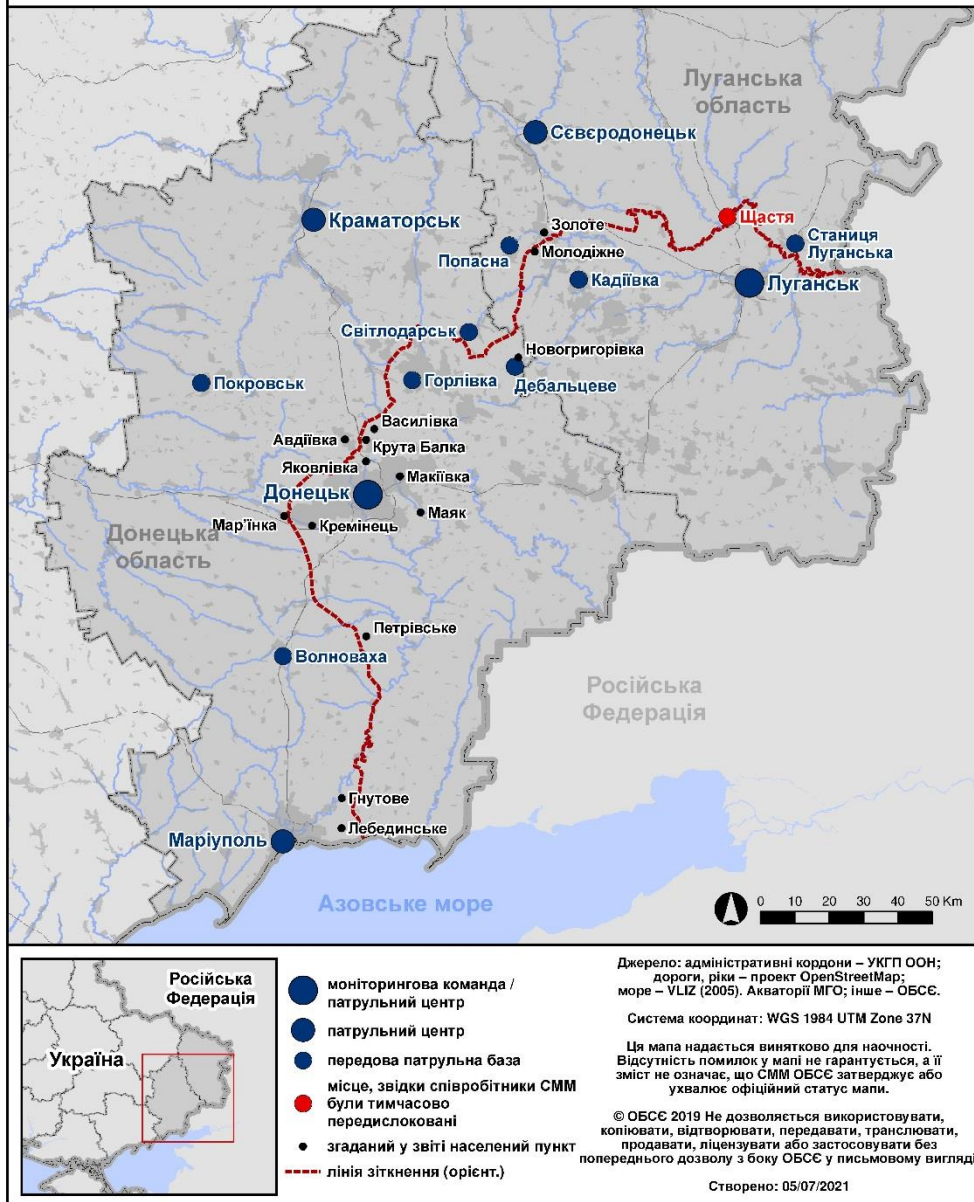 Луганська
область
Сєвєродонецьк
Краматорськ
Щастя
Золоте
Станиця
Луганська
Попасна
Молодіжне
Кадіївка
Луганськ
Світлодарськ
Новогригорівка
Покровськ
Горлівка
Дебальцеве
Василівка
Авдіївка
Крута Балка
Яковлівка
Макіївка
Донецьк
Мар'їнка
Кремінець
Маяк
Донецька
область
Петрівське
Волноваха
Російська
Федерація
Гнутове
Лебединське
Маріуполь
Азовське море
0 10 20 30 40 50 Km
Російська
Федерація
Україна
моніторингова команда /
патрульний центр
патрульний центр
передова патрульна база
місце, звідки співробітники СММ
були тимчасово
передислоковані
згаданий у звіті населений пункт
лінія зіткнення (орієнт.)
Джерело: адміністративні кордони – УКГП ООН;
дороги, ріки – проект OpenStreetMap;
море – VLIZ (2005). Акваторії МГО; інше – ОБСЄ.
Система координат: WGS 1984 UTM Zone 37N
Ця мапа надається винятково для наочності.
Відсутність помилок у мапі не гарантується, а її
зміст не означає, що СММ ОБСЄ затверджує або
ухвалює офіційний статус мапи.
© ОБСЄ 2019 Не дозволяється використовувати,
копіювати, відтворювати, передавати, транслювати,
продавати, ліцензувати або застосовувати без
попереднього дозволу з боку ОБСЄ у письмовому вигляді
Створено: 05/07/2021